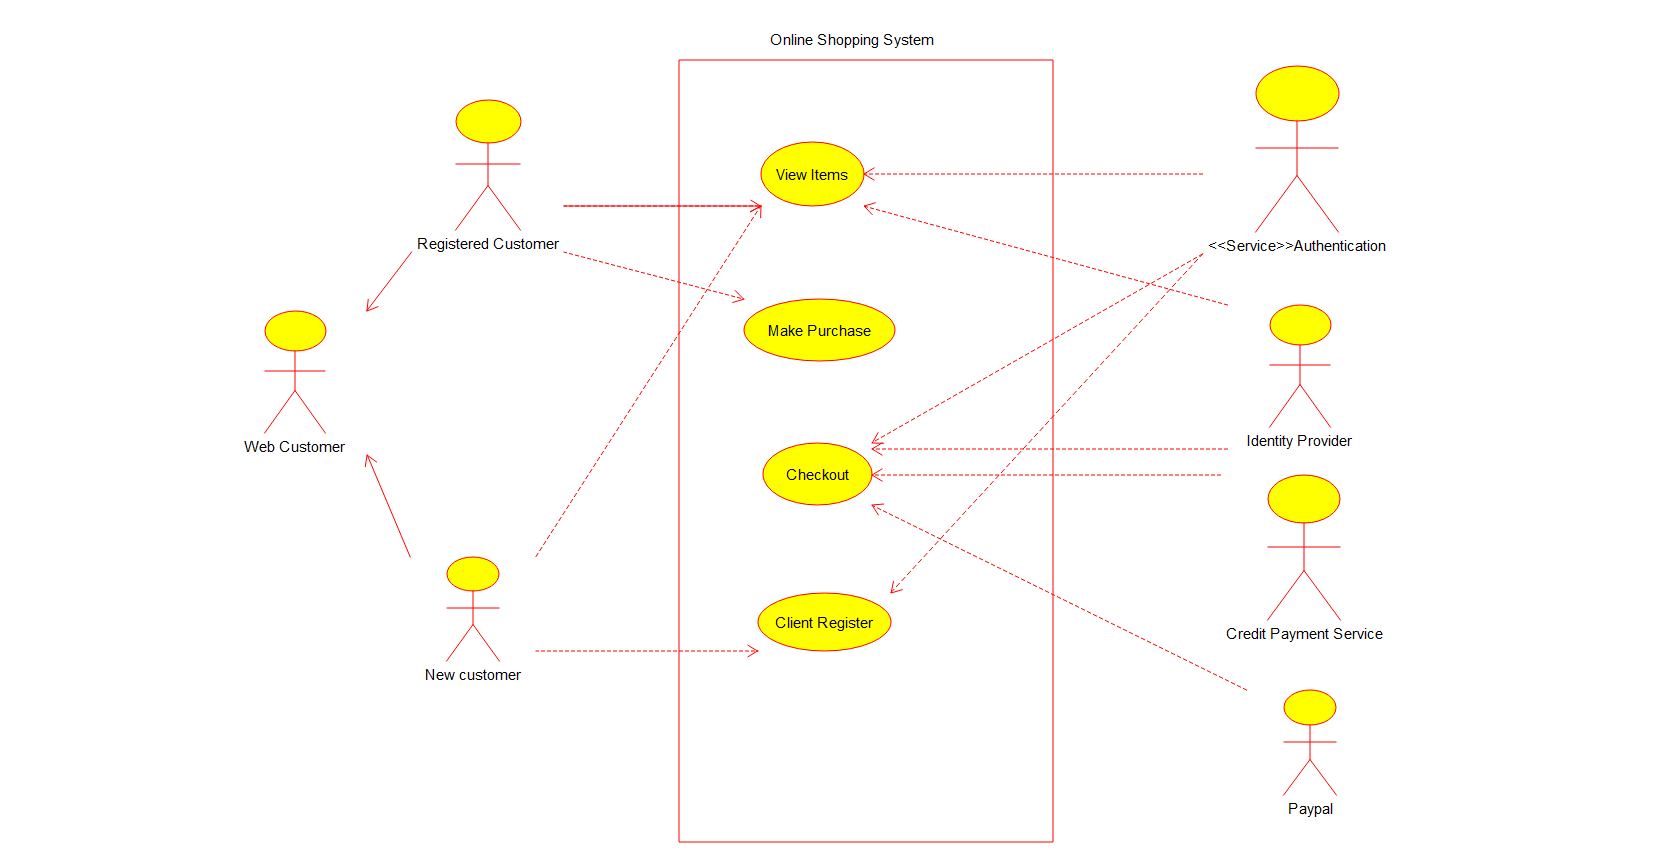 Online Shopping System
View Items
Registered Customer
<<Service>>Authentication
Make Purchase
Web Customer
Identity Provider
Checkout
Client Register
Credit Payment Service
New customer
Paypal